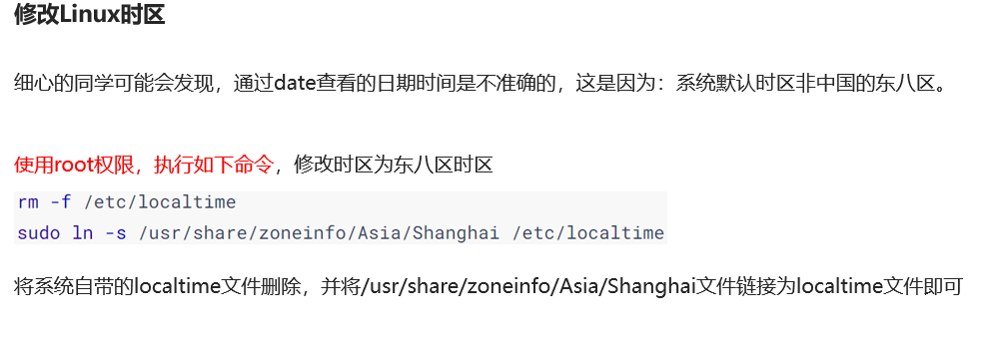 修改Linux时区
细心的同学可能会发现，通过date查看的日期时间是不准确的，这是因为：系统默认时区非中国的东八区。
使用root权限，执行如下命令，修改时区为东八区时区
rm -f /etc/localtime
sudo ln -s /usr/share/zoneinfo/Asia/Shanghai /etc/localtime
将系统自带的localtime文件删除，并将/usr/share/zoneinfo/Asia/Shanghai文件链接为localtime文件即可